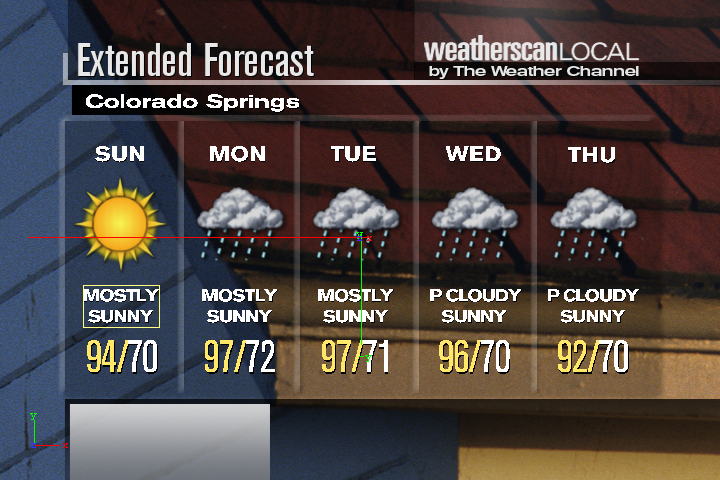 Extended Forecast
weatherscanLOCAL
by The Weather Channel
Colorado Springs
SUN MON TUE WED THU
MOSTLY SUNNY
MOSTLY SUNNY
MOSTLY SUNNY
P CLOUDY SUNNY
P CLOUDY SUNNY
94/70 97/72 97/71 96/70 92/70
Y